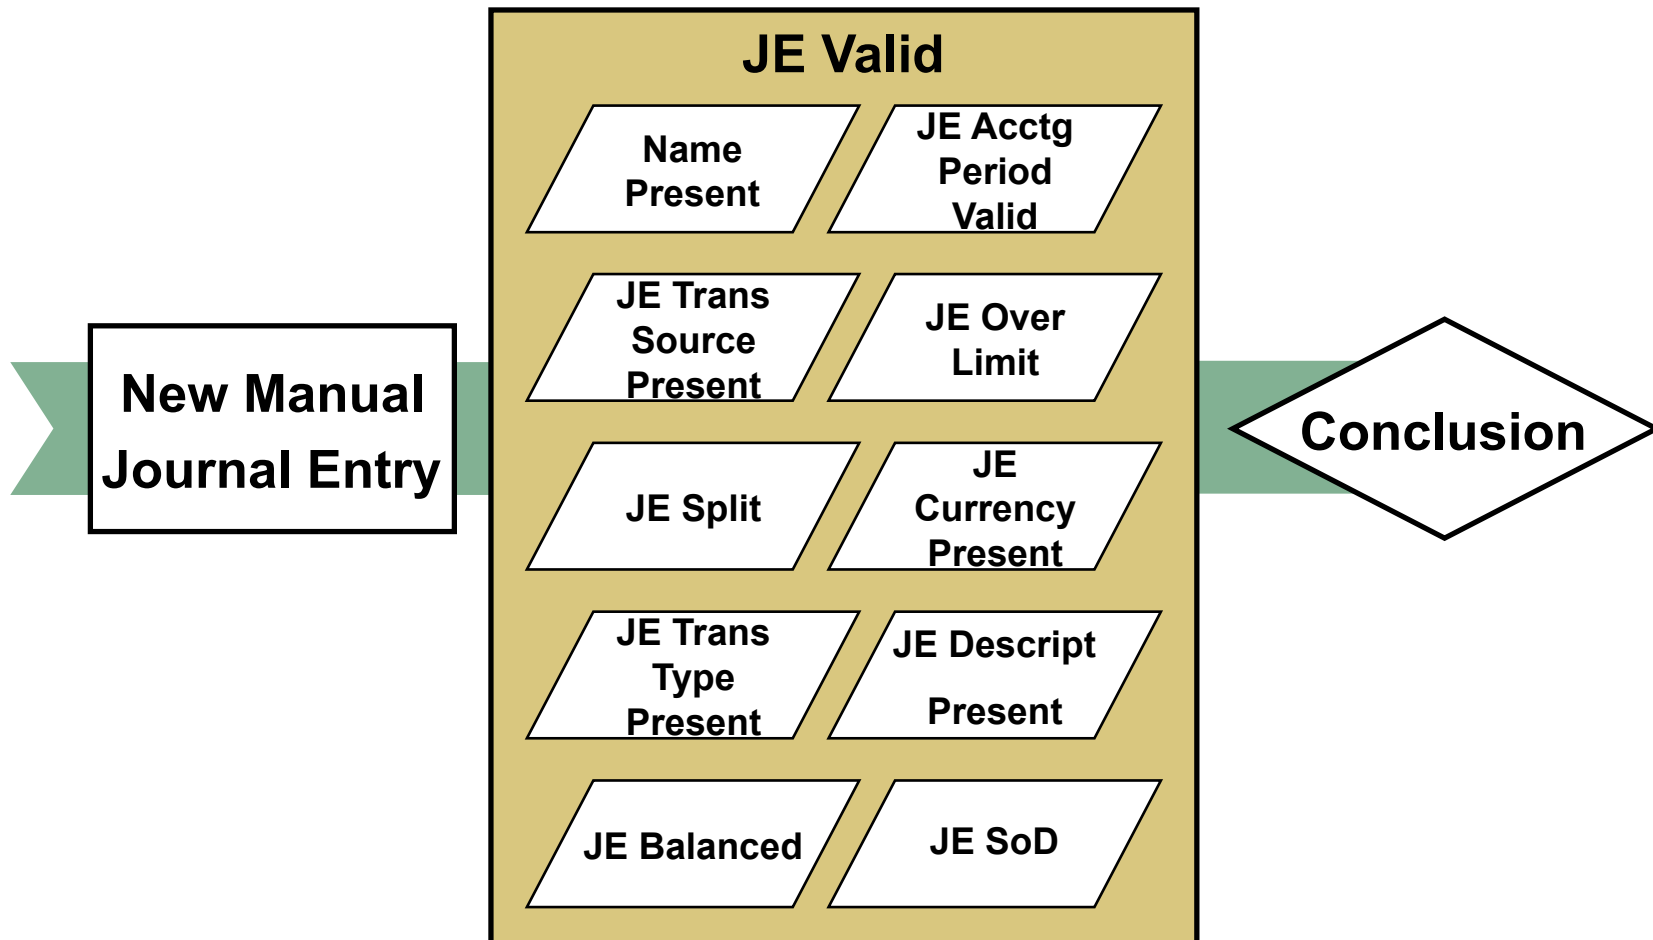 JE Valid
Name
Present
JE Acctg
Period
Valid
JE Trans
Source
Present
JE Over
Limit
New Manual
Journal Entry
Conclusion
JE Split
JE
Currency
Present
JE Trans
Type
Present
JE Descript
Present
JE Balanced
JE SoD